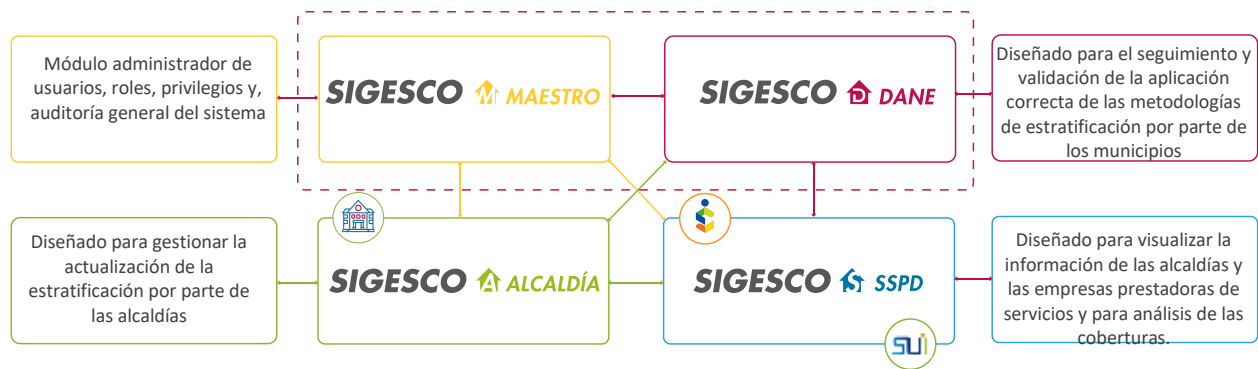 Módulo administrador de
usuarios, roles, privilegios y,
auditoría general del sistema
SIGESCO M MAESTRO
SIGESCO D DANE
Diseñado para el seguimiento y
validación de la aplicación
correcta de las metodologías
de estratificación por parte de
los municipios
Diseñado para gestionar la
actualización de la
estratificación por parte de
las alcaldías
SIGESCO A ALCALDÍA
SIGESCO S SSPD
sui
Diseñado para visualizar la
información de las alcaldías y
las empresas prestadoras de
servicios y para análisis de las
coberturas.